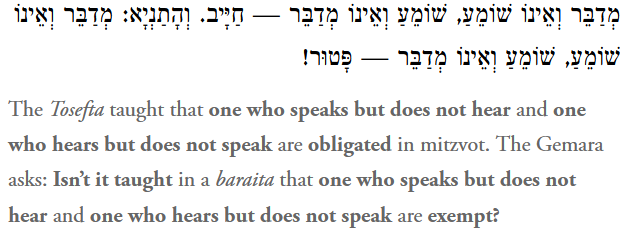 מְדַבֵּר וְאֵינוֹ שׁוֹמֵעַ, שׁוֹמֵעַ וְאֵינוֹ מְדַבֵּר — חַיָּיב. וְהָתַנְיָא: מְדַבֵּר וְאֵינוֹ
שׁוֹמֵעַ, שׁוֹמֵעַ וְאֵינוֹ מְדַבֵּר — פָּטוּר!
The Tosefta taught that one who speaks but does not hear and one
who hears but does not speak are obligated in mitzvot. The Gemara
asks: Isn’t it taught in a baraita that one who speaks but does not
hear and one who hears but does not speak are exempt?